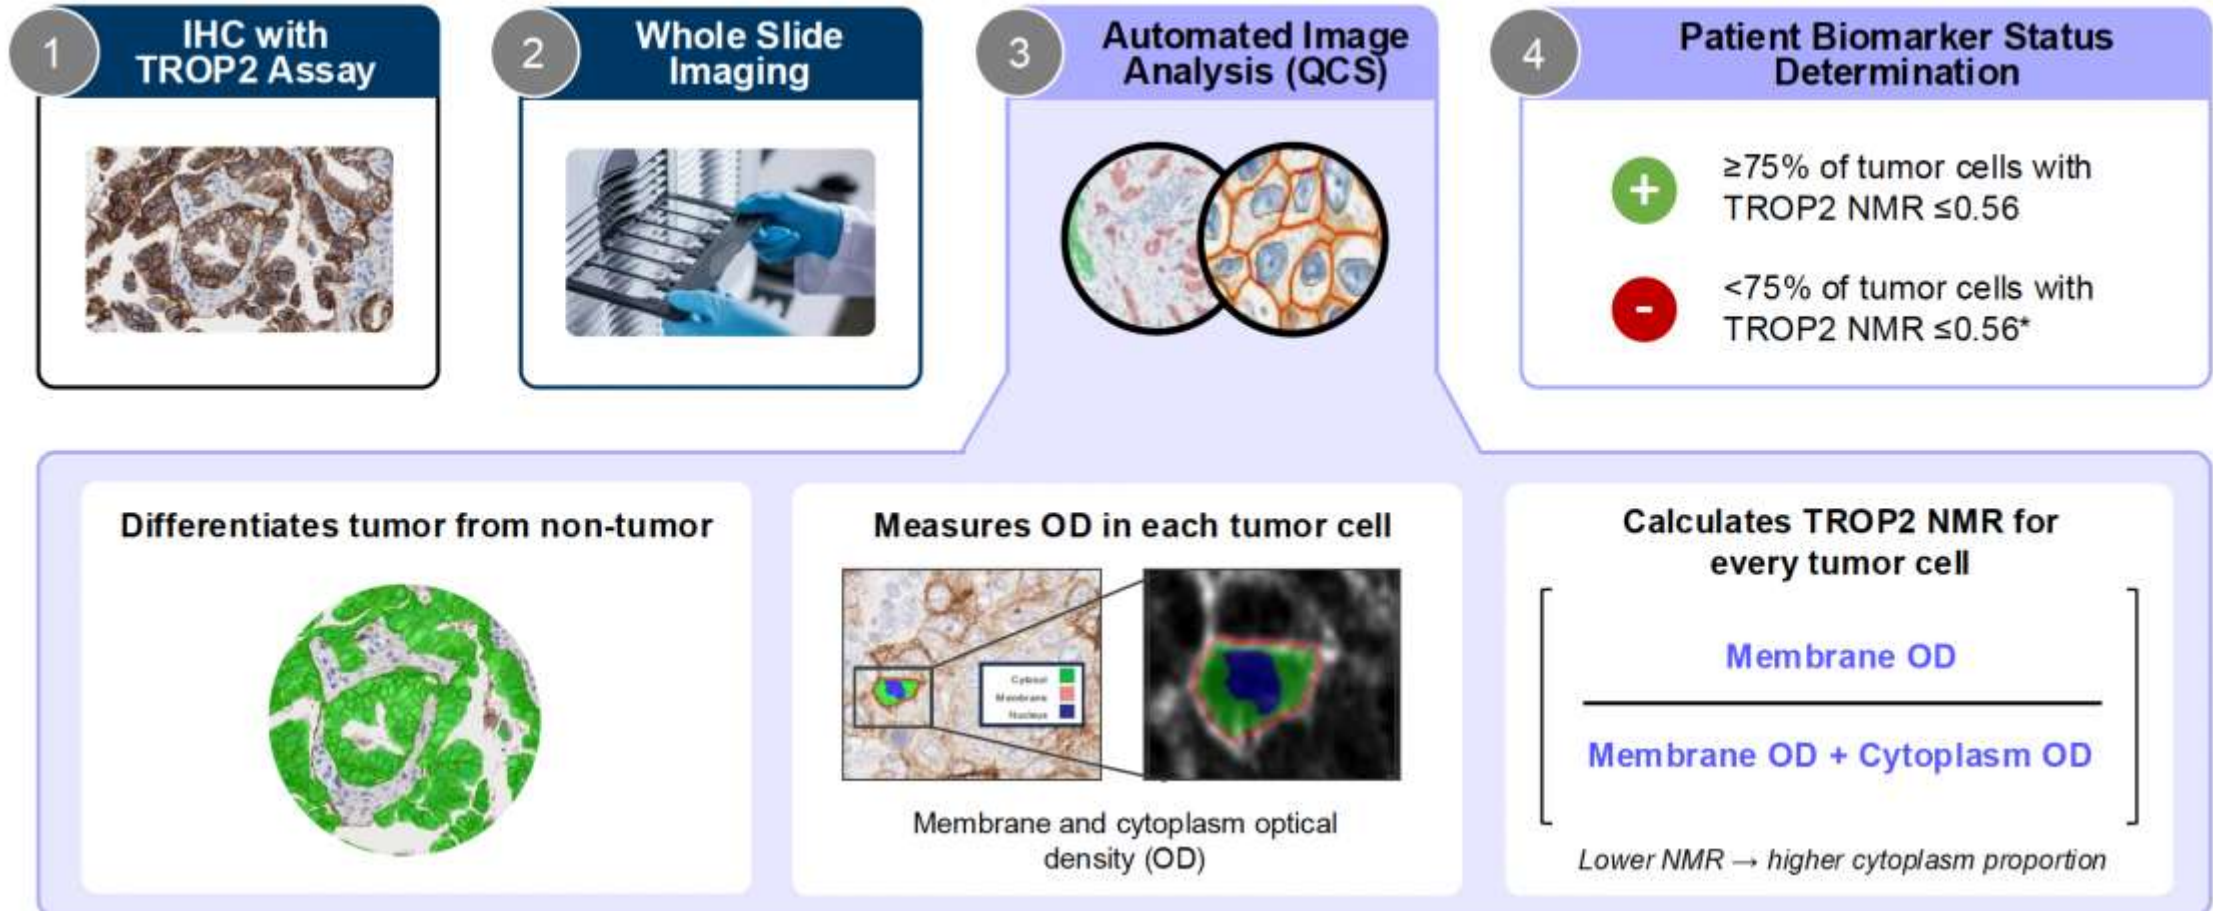 1
IHC with
TROP2 Assay
2
Whole Slide
Imaging
3
Automated Image
Analysis (QCS)
4
Patient Biomarker Status
Determination
+
≥75% of tumor cells with
TROP2 NMR ≤0.56
-
<75% of tumor cells with
TROP2 NMR ≤0.56*
Differentiates tumor from non-tumor
Measures OD in each tumor cell
Cytosol
Membrane
Nucleus
Membrane and cytoplasm optical
density (OD)
Calculates TROP2 NMR for
every tumor cell
Membrane OD
Membrane OD + Cytoplasm OD
Lower NMR → higher cytoplasm proportion